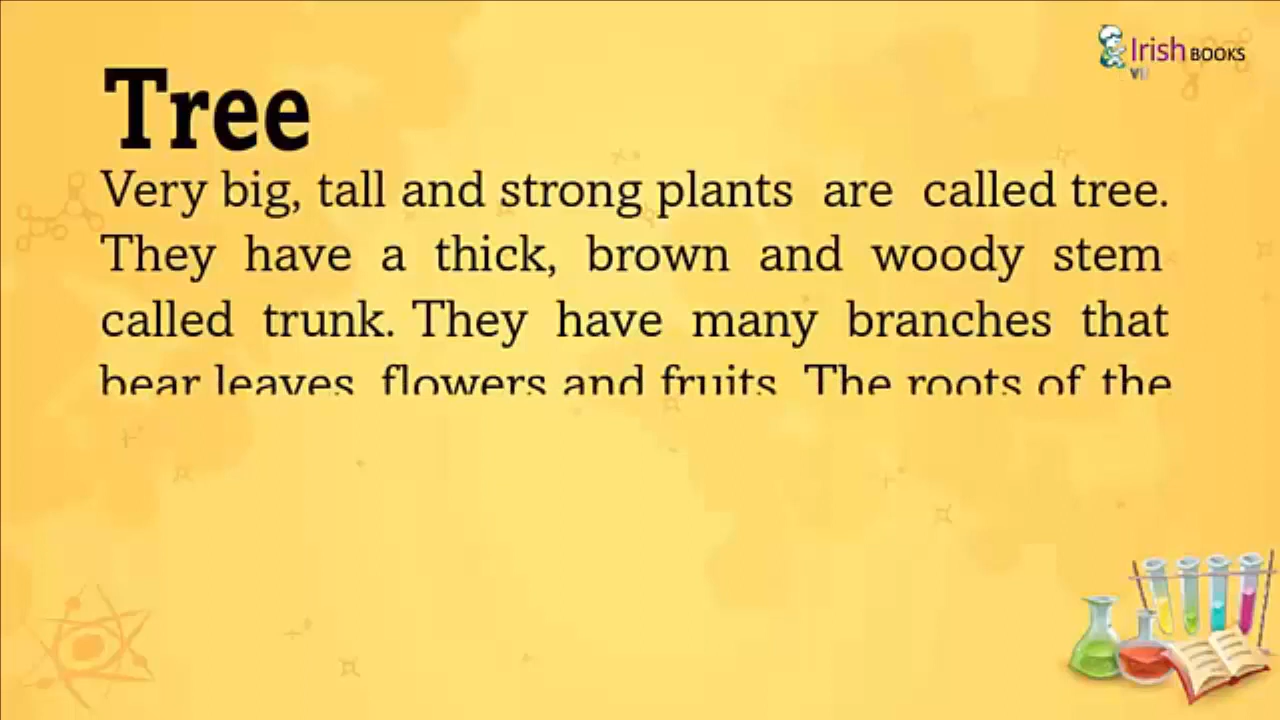 Irish BOOKS
Tree
Very big, tall and strong plants are called tree.
They have a thick, brown and woody stem
called trunk. They have many branches that
bear leaves, flowers and fruits. The roots of the